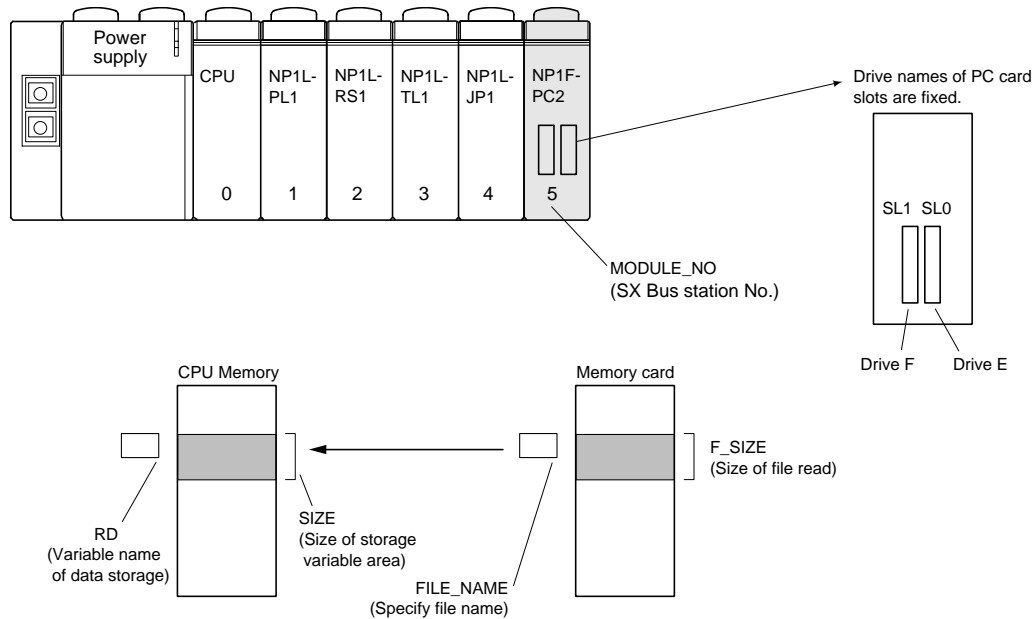 Power
supply
CPU
NP1L-
PL1
NP1L-
RS1
NP1L-
TL1
NP1L-
JP1
NP1F-
PC2
0
1
2
3
4
5
Drive names of PC card
slots are fixed.
SL1 SL0
MODULE_NO
(SX Bus station No.)
Drive F
Drive E
CPU Memory
Memory card
F_SIZE
(Size of file read)
SIZE
(Size of storage
variable area)
RD
(Variable name
of data storage)
FILE_NAME
(Specify file name)